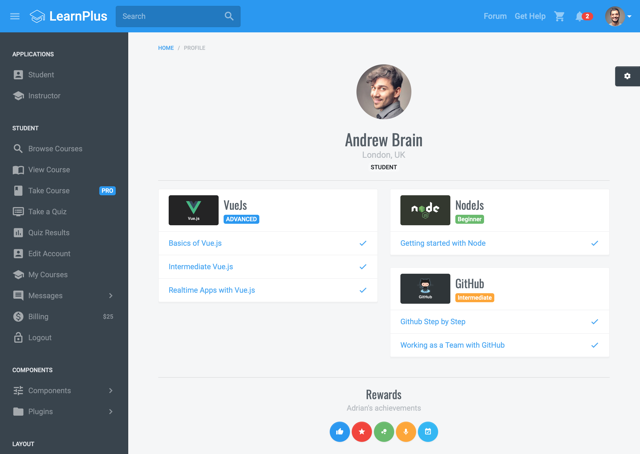 LearnPlus
Search
Forum
Get Help
2
APPLICATIONS
Student
Instructor
STUDENT
Browse Courses
View Course
Take Course
PRO
Take a Quiz
Quiz Results
Edit Account
My Courses
Messages
Billing
$25
Logout
COMPONENTS
Components
Plugins
LAYOUT
HOME / PROFILE
Andrew Brain
London, UK
STUDENT
Vue.js
VueJs
ADVANCED
Basics of Vue.js
Intermediate Vue.js
Realtime Apps with Vue.js
node
NodeJs
Beginner
Getting started with Node
GitHub
GitHub
Intermediate
Github Step by Step
Working as a Team with GitHub
Rewards
Adrian's achievements